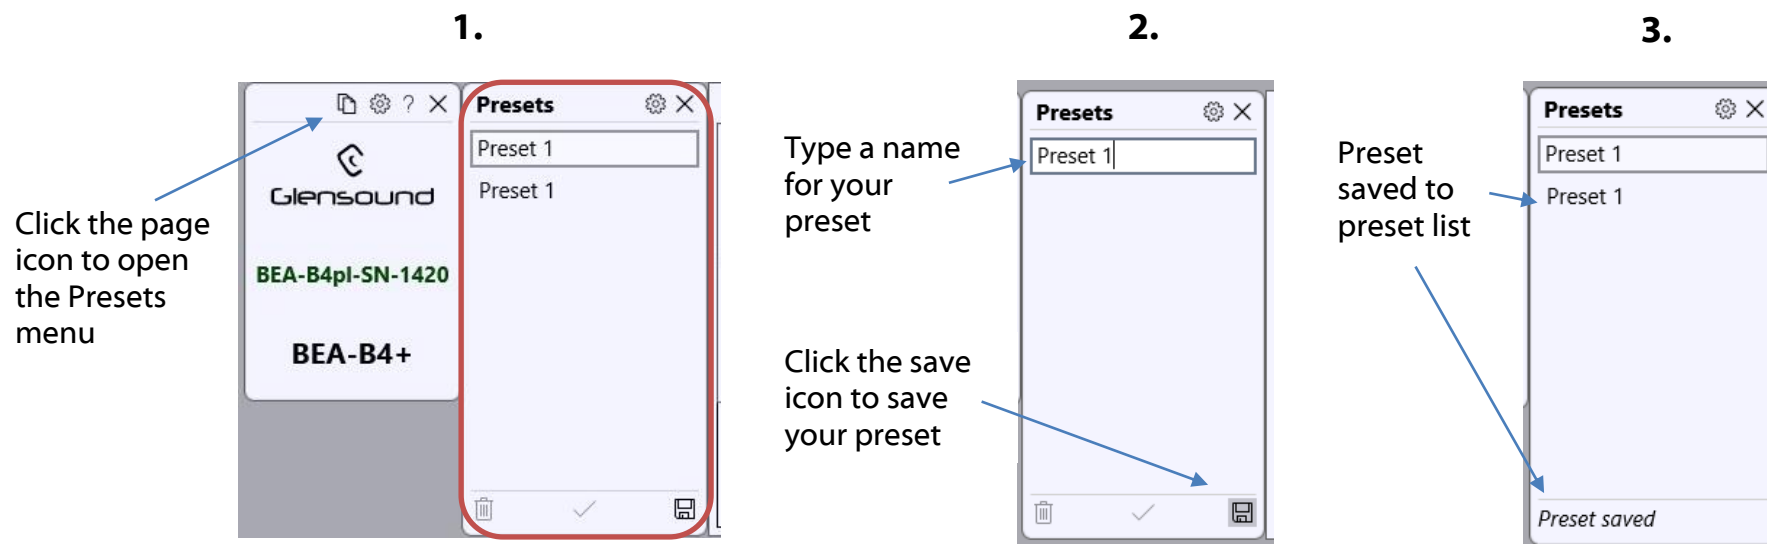 1.
Click the page
icon to open
the Presets
menu
?
Glensound
BEA-B4pl-SN-1420
BEA-B4+
Presets
Preset 1
Preset 1
2.
Type a name
for your
preset
Click the save
icon to save
your preset
Presets
Preset 1
3.
Preset
saved to
preset list
Presets
Preset 1
Preset 1
Preset saved